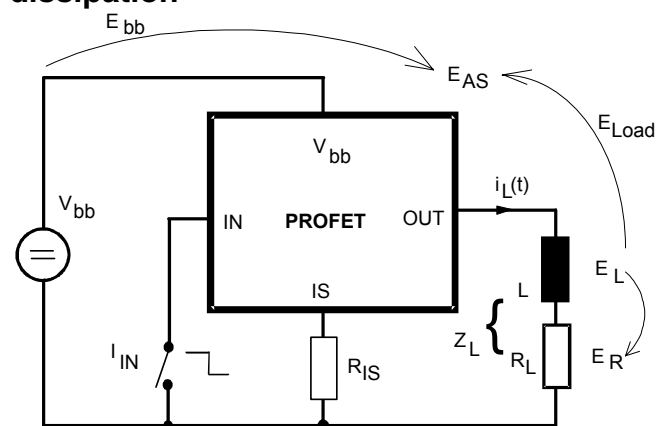 dissipation
E bb
E AS
E Load
V bb
i L(t)
V bb
IN
PROFET
OUT
IS
L
E L
Z L
{
R L
E R
I IN
R IS